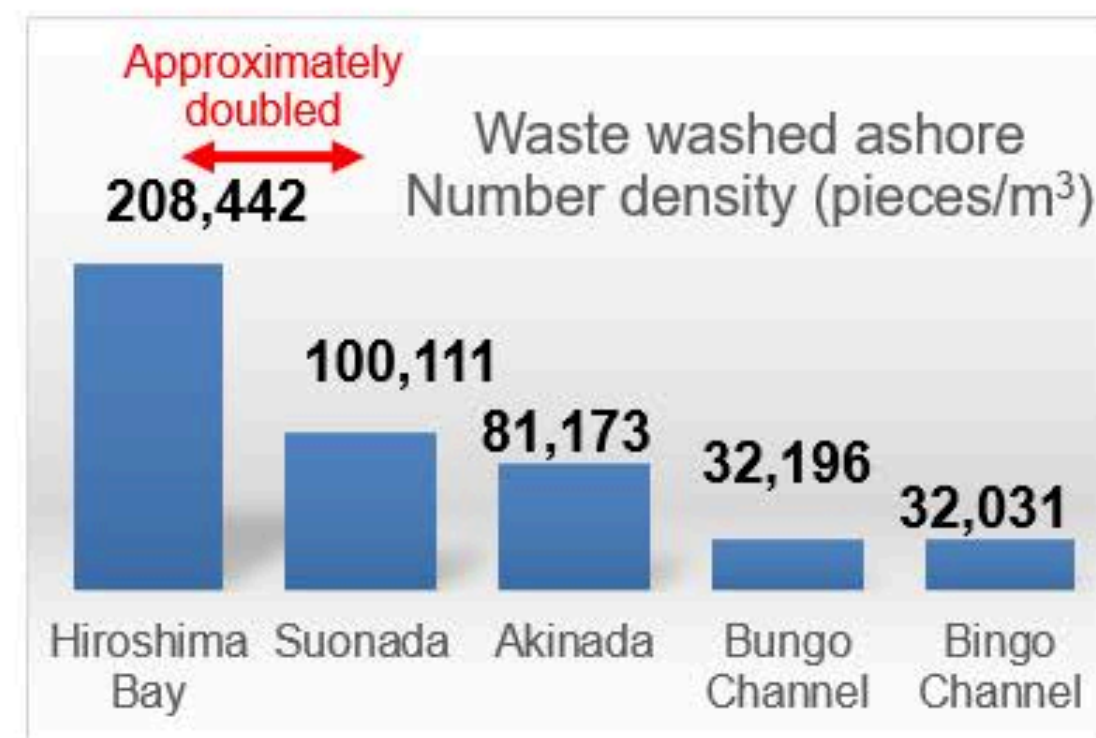 Approximately
doubled
Waste washed ashore
Number density (pieces/m³)
208,442
100,111
81,173
32,196
32,031
Hiroshima
Bay
Suonada
Akinada
Bungo
Channel
Bingo
Channel